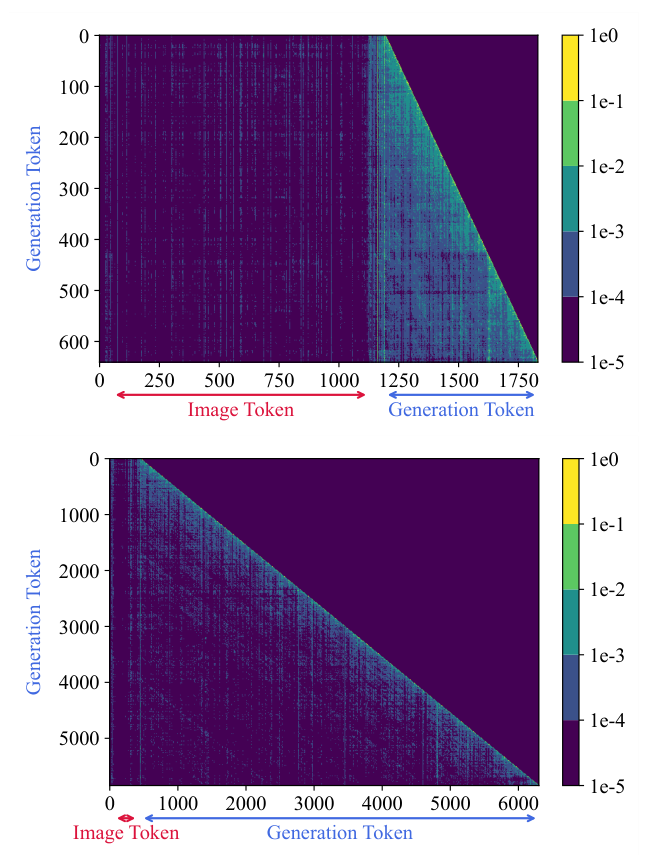 0
100
200
300
400
500
600
Generation Token
0 250 500 750 1000 1250 1500 1750
Image Token Generation Token
1e0
1e-1
1e-2
1e-3
1e-4
1e-5
0
1000
2000
3000
4000
5000
Generation Token
0 1000 2000 3000 4000 5000 6000
Image Token Generation Token
1e0
1e-1
1e-2
1e-3
1e-4
1e-5